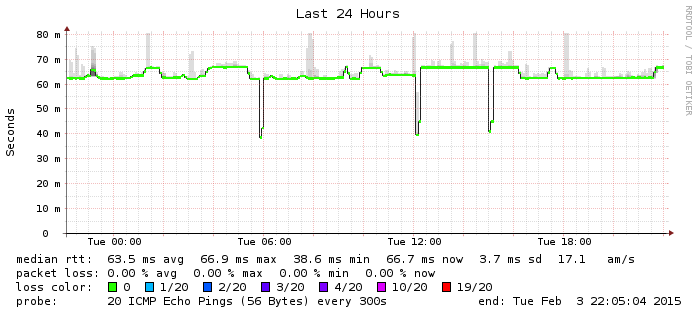 Last 24 Hours
RRDTOOL / TOBI OETIKER
Seconds
80 m
70 m
60 m
50 m
40 m
30 m
20 m
10 m
0
Tue 00:00 Tue 06:00 Tue 12:00 Tue 18:00
median rtt: 63.5 ms avg 66.9 ms max 38.6 ms min 66.7 ms now 3.7 ms sd 17.1 am/s
packet loss: 0.00 % avg 0.00 % max 0.00 % min 0.00 % now
loss color: 0 1/20 2/20 3/20 4/20 10/20 19/20
probe: 20 ICMP Echo Pings (56 Bytes) every 300s end: Tue Feb 3 22:05:04 2015